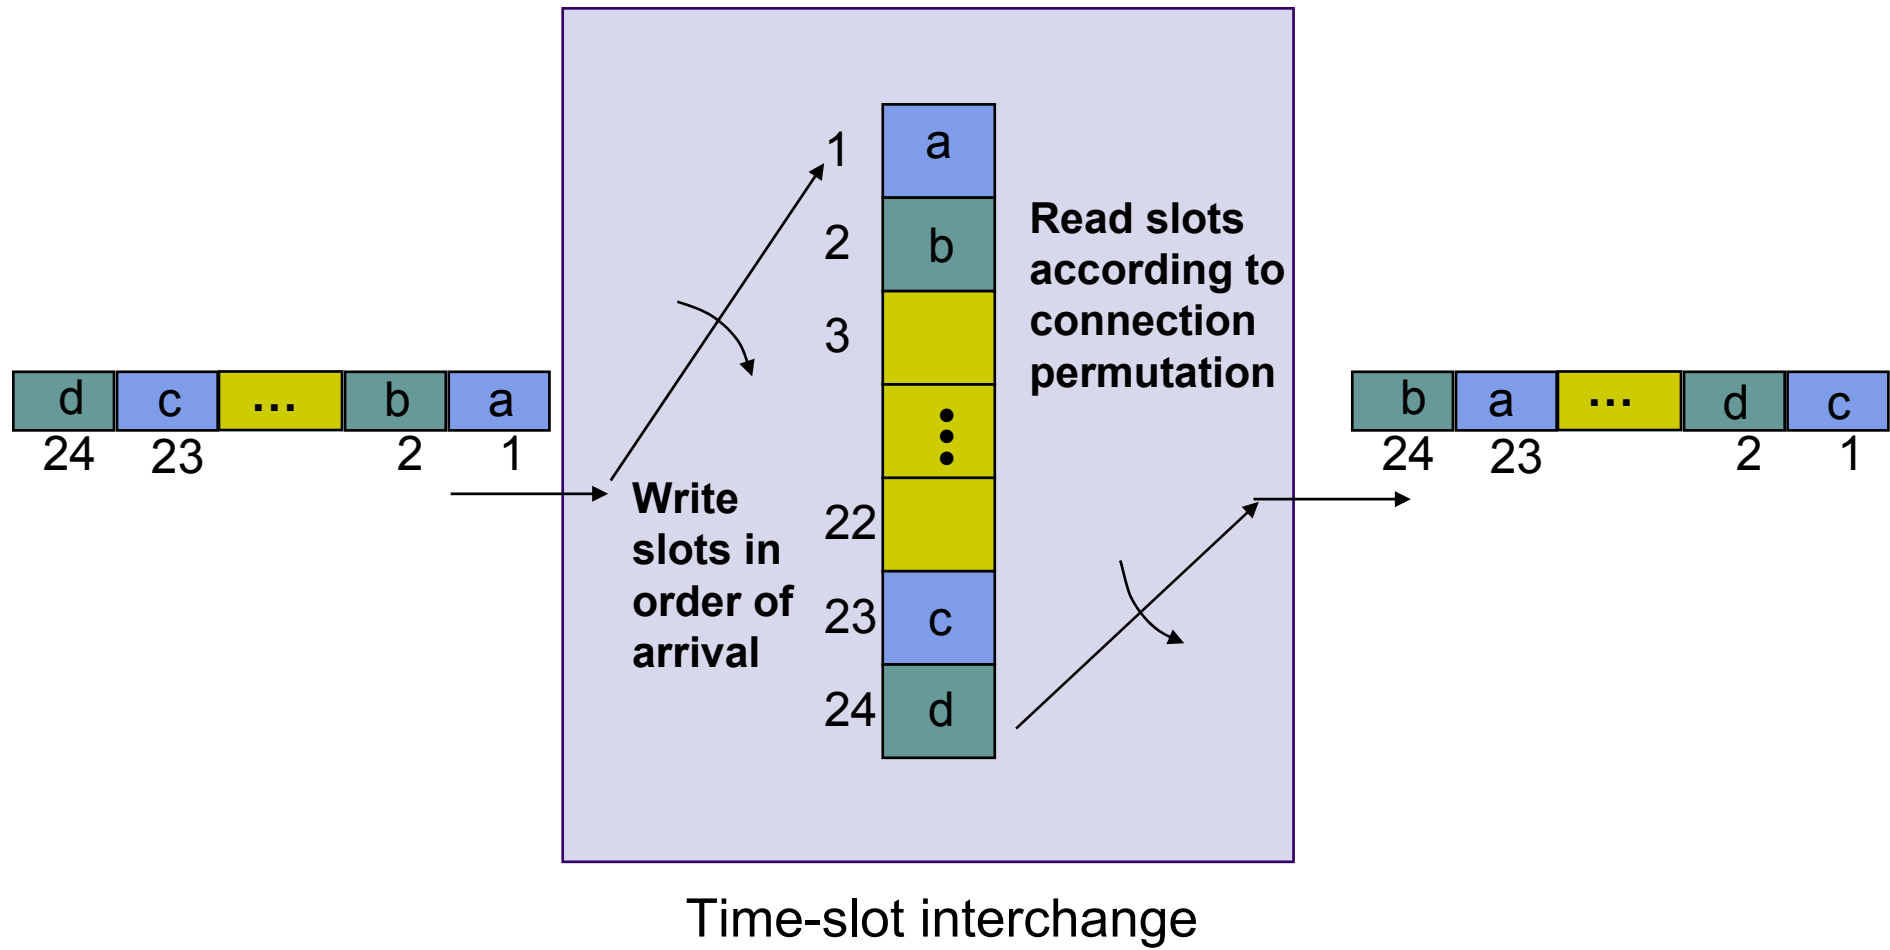 d c ... b a
24 23 2 1
1 a
2 b
3
22
23 c
24 d
Write
slots in
order of
arrival
Read slots
according to
connection
permutation
b a ... d c
24 23 2 1
Time-slot interchange